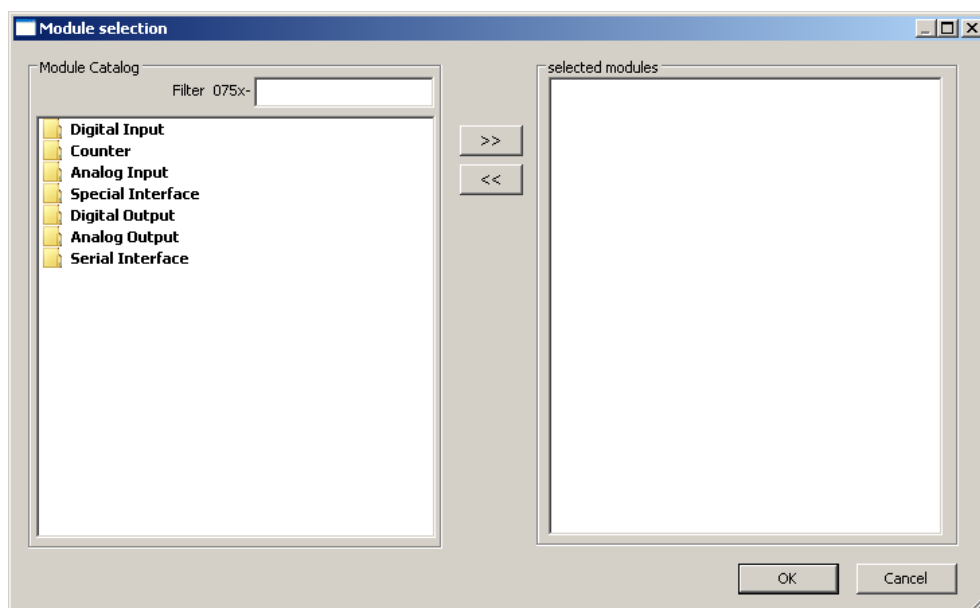 Module selection
Module Catalog
Filter 075x-
Digital Input
Counter
Analog Input
Special Interface
Digital Output
Analog Output
Serial Interface
>>
<<
selected modules
OK
Cancel